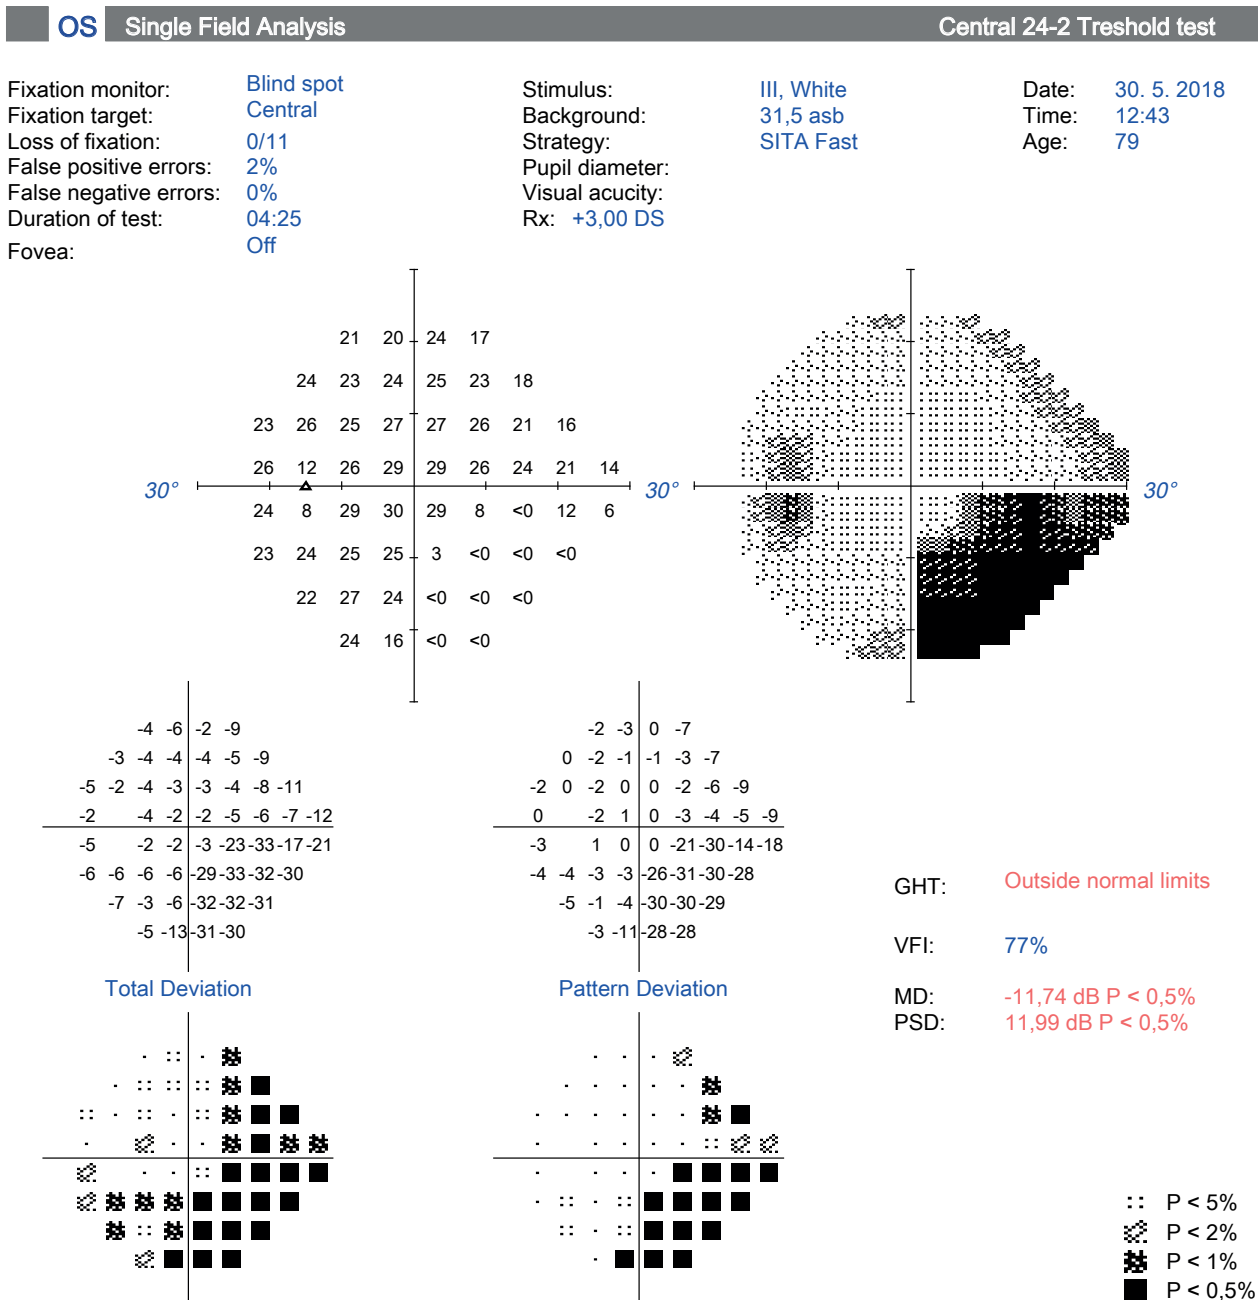 OS Single Field Analysis Central 24-2 Treshold test
Fixation monitor: Blind spot Stimulus: III, White Date: 30. 5. 2018
Fixation target: Central Background: 31,5 asb Time: 12:43
Loss of fixation: 0/11 Strategy: SITA Fast Age: 79
False positive errors: 2% Pupil diameter:
False negative errors: 0% Visual acucity:
Duration of test: 04:25 Rx: +3,00 DS
Fovea: Off
21 20 24 17
24 23 24 25 23 18
23 26 25 27 27 26 21 16
26 12 26 29 29 26 24 21 14
30° 30° 30°
24 8 29 30 29 8 <0 12 6
23 24 25 25 3 <0 <0 <0
22 27 24 <0 <0 <0
24 16 <0 <0
-4 -6 -2 -9
-3 -4 -4 -4 -5 -9
-5 -2 -4 -3 -3 -4 -8 -11
-2 -4 -2 -2 -5 -6 -7 -12
-5 -2 -2 -3 -23 -33 -17 -21
-6 -6 -6 -6 -29 -33 -32 -30
-7 -3 -6 -32 -32 -31
-5 -13 -31 -30
Total Deviation
-2 -3 0 -7
0 -2 -1 -1 -3 -7
-2 0 -2 0 0 -2 -6 -9
0 -2 1 0 -3 -4 -5 -9
-3 1 0 0 -21 -30 -14 -18
-4 -4 -3 -3 -26 -31 -30 -28
-5 -1 -4 -30 -30 -29
-3 -11 -28 -28
Pattern Deviation
GHT: Outside normal limits
VFI: 77%
MD: -11,74 dB P < 0,5%
PSD: 11,99 dB P < 0,5%
P < 5%
P < 2%
P < 1%
P < 0,5%